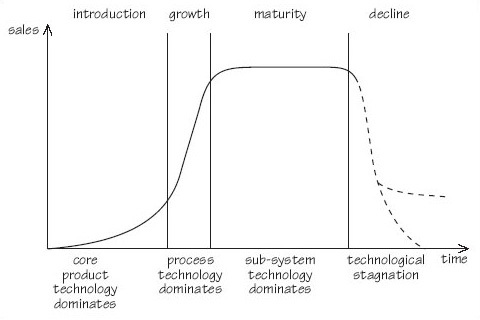 introduction
growth
maturity
decline
sales
core
product
technology
dominates
process
technology
dominates
sub-system
technology
dominates
technological
stagnation
time